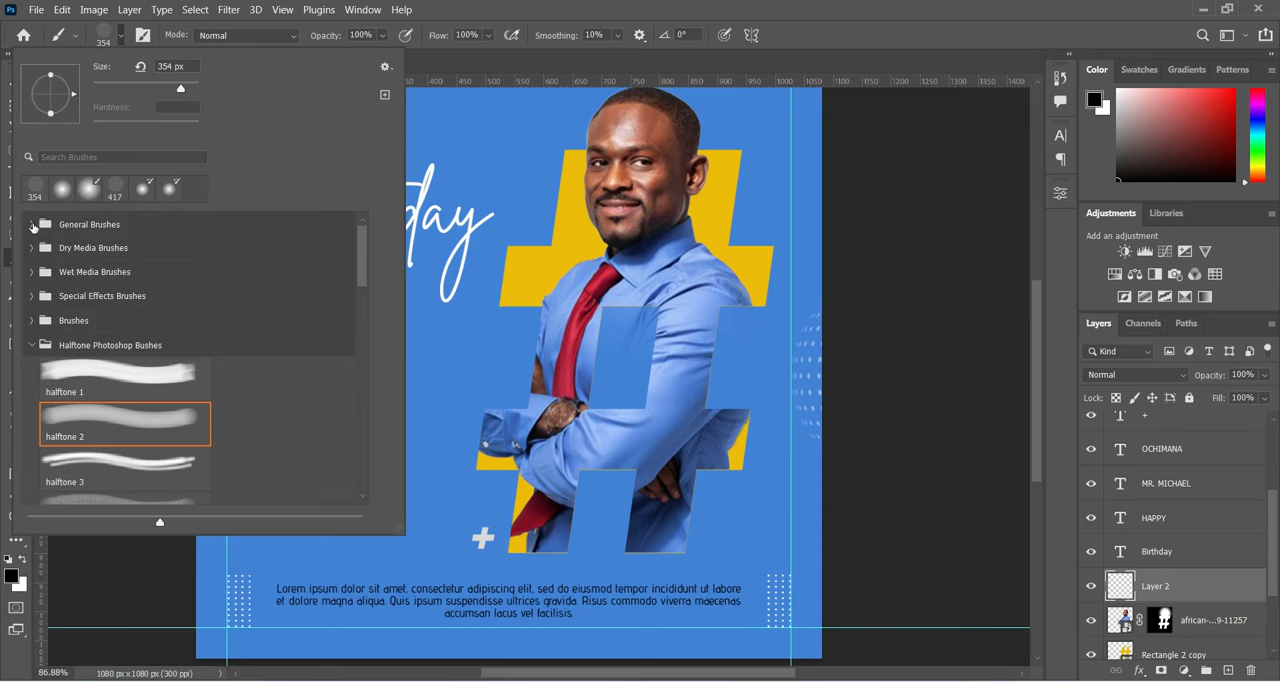 Ps File Edit Image Layer Type Select Filter 3D View Plugins Window Help
354 Mode: Normal Opacity: 100% Flow: 100% Smoothing: 10% 0°
Size: 354 px
Hardness:
Search Brushes
354 417
General Brushes
Dry Media Brushes
Wet Media Brushes
Special Effects Brushes
Brushes
Halftone Photoshop Bushes
halftone 1
halftone 2
halftone 3
400 450 500 550 600 650 700 750 800 850 900 950 1000 1050 1100 1150 1200 1250 1300 1350 1400
day
Lorem ipsum dolor sit amet, consectetur adipiscing elit, sed do eiusmod tempor incididunt ut labore
et dolore magna aliqua. Quis ipsum suspendisse ultrices gravida. Risus commodo viverra maecenas
accumsan lacus vel facilisis.
86.88% 1080 px x 1080 px (300 ppi)
Color Swatches Gradients Patterns
Adjustments Libraries
Add an adjustment
Layers Channels Paths
Kind
Normal Opacity: 100%
Lock: Fill: 100%
+
OCHIMANA
MR. MICHAEL
HAPPY
Birthday
Layer 2
african-...9-11257
Rectangle 2 copy